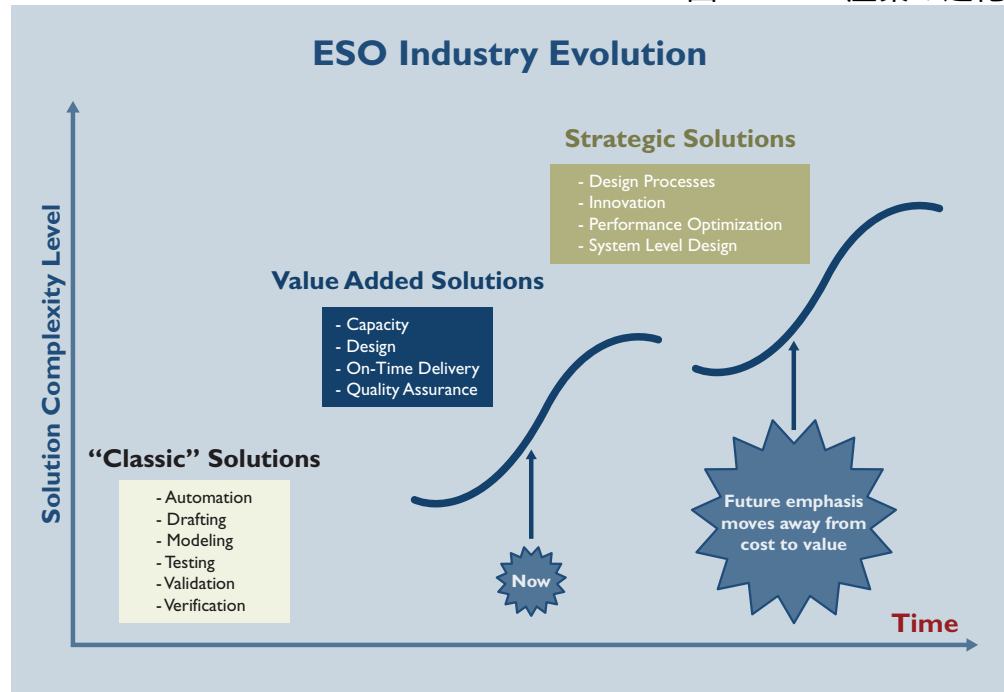 ESO Industry Evolution
Strategic Solutions
- Design Processes
- Innovation
- Performance Optimization
- System Level Design
Value Added Solutions
- Capacity
- Design
- On-Time Delivery
- Quality Assurance
“Classic” Solutions
- Automation
- Drafting
- Modeling
- Testing
- Validation
- Verification
Now
Future emphasis
moves away from
cost to value
Solution Complexity Level
Time